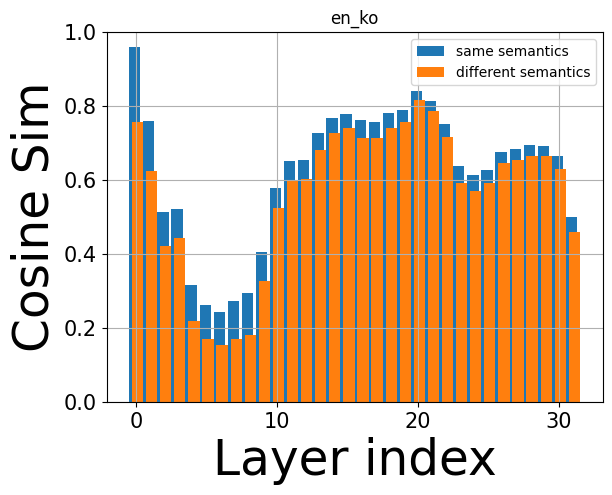 en_ko
same semantics
different semantics
Cosine Sim
1.0
0.8
0.6
0.4
0.2
0.0
0 10 20 30
Layer index